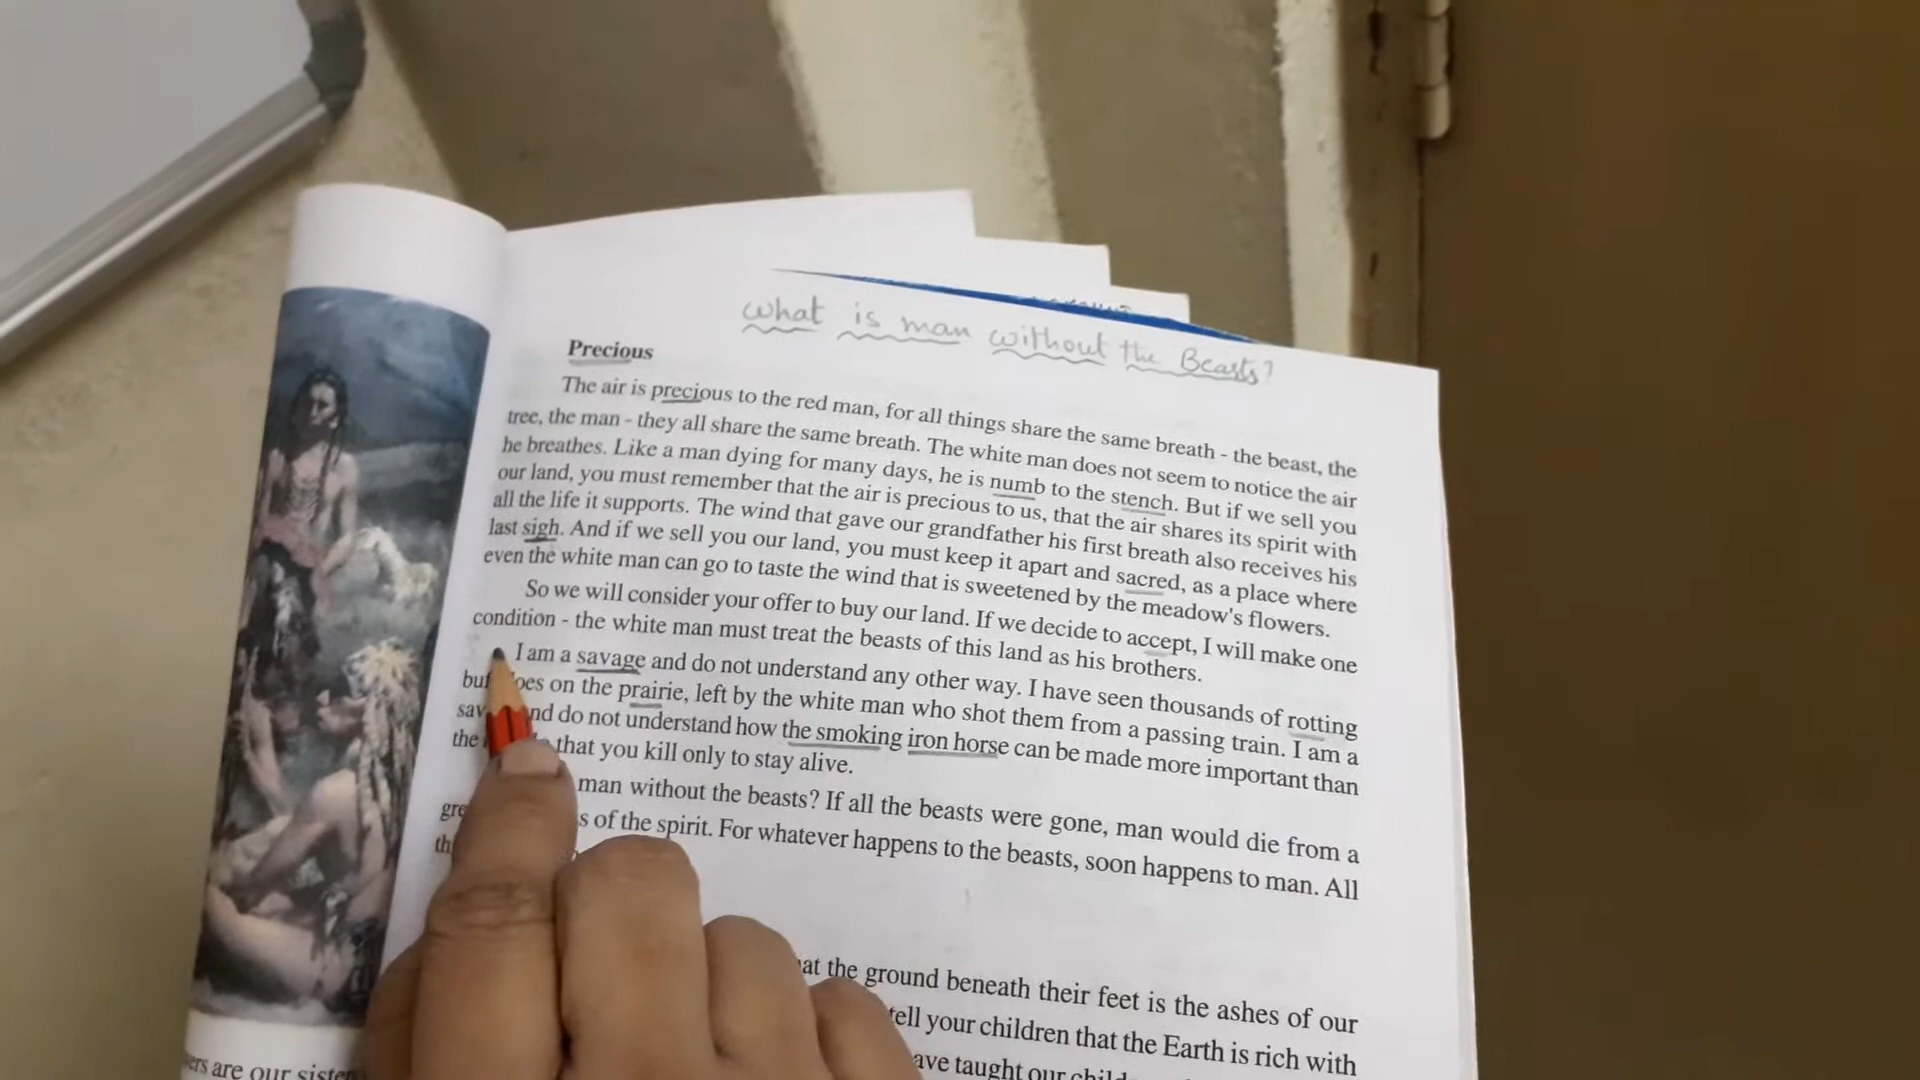 What is man without the Beasts?
Precious
The air is precious to the red man, for all things share the same breath - the beast, the
tree, the man - they all share the same breath. The white man does not seem to notice the air
he breathes. Like a man dying for many days, he is numb to the stench. But if we sell you
our land, you must remember that the air is precious to us, that the air shares its spirit with
all the life it supports. The wind that gave our grandfather his first breath also receives his
last sigh. And if we sell you our land, you must keep it apart and sacred, as a place where
even the white man can go to taste the wind that is sweetened by the meadow's flowers.
So we will consider your offer to buy our land. If we decide to accept, I will make one
condition - the white man must treat the beasts of this land as his brothers.
I am a savage and do not understand any other way. I have seen thousands of rotting
on the prairie, left by the white man who shot them from a passing train. I am a
and do not understand how the smoking iron horse can be made more important than
the that you kill only to stay alive.
man without the beasts? If all the beasts were gone, man would die from a
of the spirit. For whatever happens to the beasts, soon happens to man. All
the ground beneath their feet is the ashes of our
tell your children that the Earth is rich with
taught our
are our